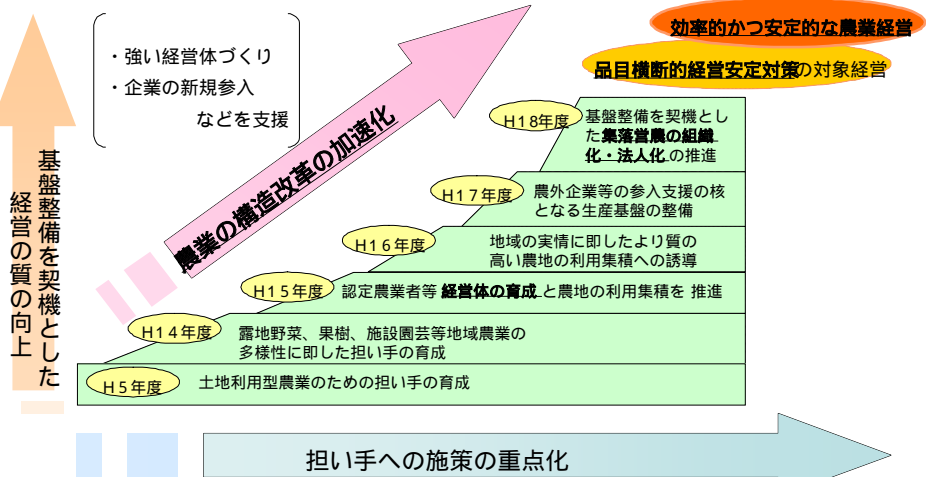 効率的かつ安定的な農業経営
品目横断的経営安定対策の対象経営
・強い経営体づくり
・企業の新規参入
などを支援
農業の構造改革の加速化
基盤整備を契機とした
経営の質の向上
H18年度
基盤整備を契機とし
た集落営農の組織
化・法人化の推進
H17年度
農外企業等の参入支援の核
となる生産基盤の整備
H16年度
地域の実情に即したより質の
高い農地の利用集積への誘導
H15年度
認定農業者等 経営体の育成 と農地の利用集積を 推進
H14年度
露地野菜、果樹、施設園芸等地域農業の
多様性に即した担い手の育成
H5年度
土地利用型農業のための担い手の育成
担い手への施策の重点化